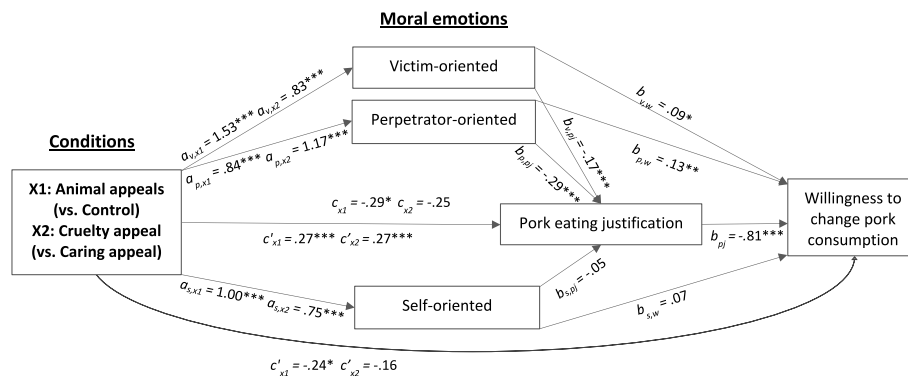 Moral emotions
Victim-oriented
Perpetrator-oriented
Conditions
X1: Animal appeals
(vs. Control)
X2: Cruelty appeal
(vs. Caring appeal)
a_v,x1 = 1.53*** a_v,x2 = .83***
a_p,x1 = .84*** a_p,x2 = 1.17***
b_v,w = .09*
b_p,w = .13**
b_v,pj = -.17***
b_p,pj = -.29***
c_x1 = -.29* c_x2 = -.25
c'_x1 = .27*** c'_x2 = .27***
Pork eating justification
b_pj = -.81***
Willingness to
change pork
consumption
a_s,x1 = 1.00*** a_s,x2 = .75***
Self-oriented
b_s,pj = -.05
b_s,w = .07
c'_x1 = -.24* c'_x2 = -.16